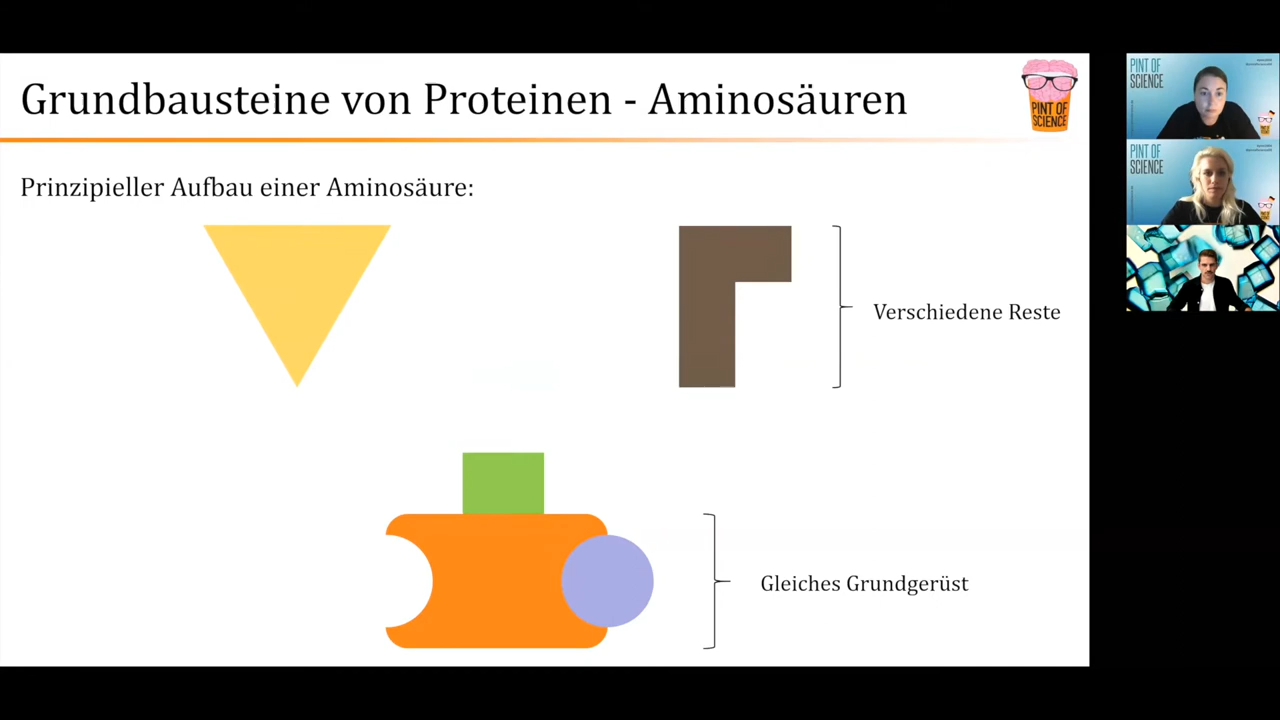 Grundbausteine von Proteinen - Aminosäuren
PINT OF
SCIENCE
Prinzipieller Aufbau einer Aminosäure:
Verschiedene Reste
Gleiches Grundgerüst
PINT OF
SCIENCE
PINT OF
SCIENCE